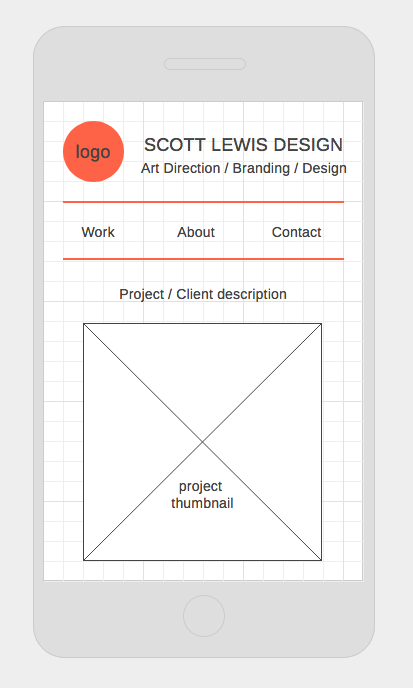 logo
SCOTT LEWIS DESIGN
Art Direction / Branding / Design
Work About Contact
Project / Client description
project
thumbnail